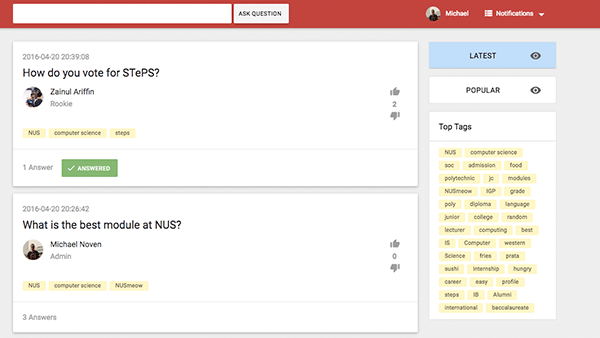 ASK QUESTION
Michael
Notifications
2016-04-20 20:39:08
How do you vote for STePS?
Zainul Ariffin
Rookie
2
NUS computer science steps
1 Answer ANSWERED
2016-04-20 20:26:42
What is the best module at NUS?
Michael Noven
Admin
0
NUS computer science NUSmeow
3 Answers
LATEST
POPULAR
Top Tags
NUS computer science
soc admission food
polytechnic jc modules
NUSmeow IGP grade
poly diploma language
junior college random
lecturer computing best
IS Computer western
Science fries prata
sushi Internship hungry
career easy profile
steps IB Alumni
international baccalaureate